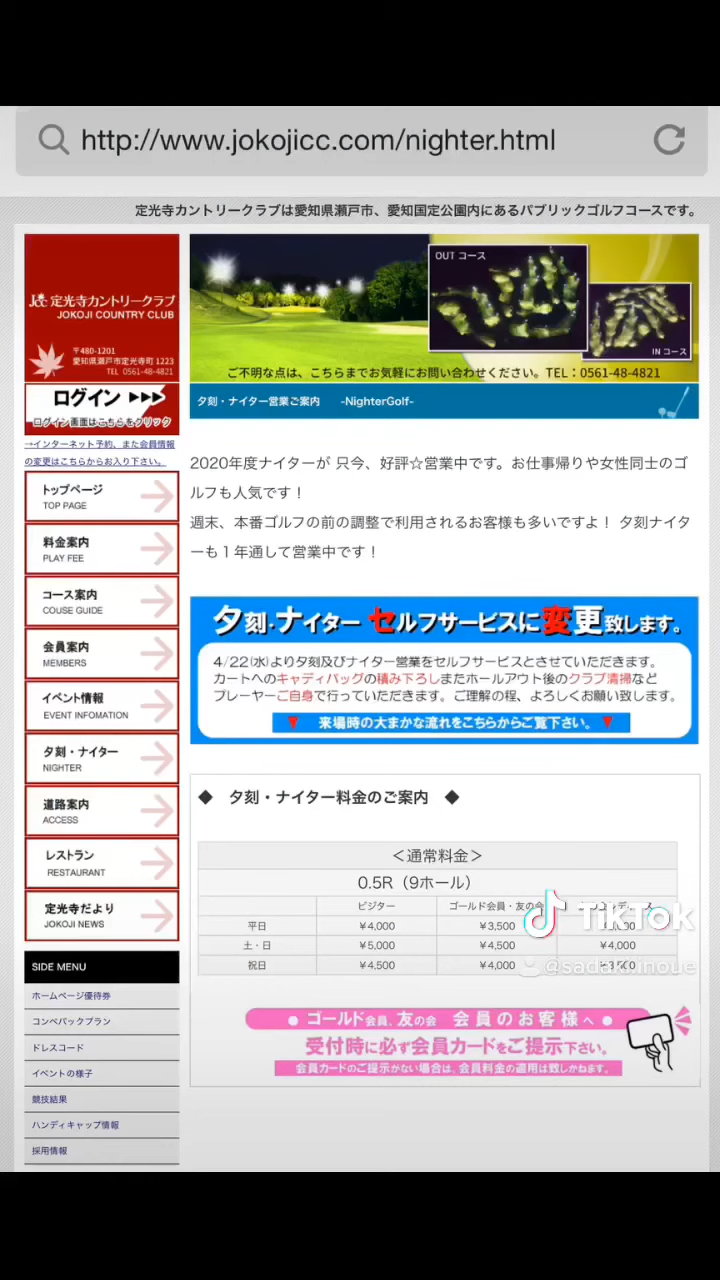 http://www.jokojicc.com/nighter.html
定光寺カントリークラブは愛知県瀬戸市、愛知国定公園内にあるパブリックゴルフコースです。
Jcc 定光寺カントリークラブ
JOKOJI COUNTRY CLUB
〒480-1201
愛知県瀬戸市定光寺町1223
TEL 0561-48-4821
OUT コース
IN コース
ご不明な点は、こちらまでお気軽にお問い合わせください。TEL：0561-48-4821
ログイン
ログイン画面はこちらをクリック
→インターネット予約、また会員情報
の変更はこちらからお入り下さい。
トップページ
TOP PAGE
料金案内
PLAY FEE
コース案内
COUSE GUIDE
会員案内
MEMBERS
イベント情報
EVENT INFOMATION
夕刻・ナイター
NIGHTER
道路案内
ACCESS
レストラン
RESTAURANT
定光寺だより
JOKOJI NEWS
SIDE MENU
ホームページ優待券
コンペパックプラン
ドレスコード
イベントの様子
競技結果
ハンディキャップ情報
採用情報
夕刻・ナイター営業ご案内 -NighterGolf-
2020年度ナイターが 只今、好評☆営業中です。お仕事帰りや女性同士のゴ
ルフも人気です！
週末、本番ゴルフの前の調整で利用されるお客様も多いですよ！ 夕刻ナイタ
ーも１年通して営業中です！
夕刻・ナイター セルフサービスに変更致します。
4/22(水)より夕刻及びナイター営業をセルフサービスとさせていただきます。
カートへのキャディバッグの積み下ろしまたホールアウト後のクラブ清掃など
プレーヤーご自身で行っていただきます。ご理解の程、よろしくお願い致します。
▼ 来場時の大まかな流れをこちらからご覧下さい。▼
◆ 夕刻・ナイター料金のご案内 ◆
＜通常料金＞
0.5R（9ホール）
ビジター ゴールド会員・友の会
平日 ¥4,000 ¥3,500
土・日 ¥5,000 ¥4,500 ¥4,000
祝日 ¥4,500 ¥4,000 ¥3,500
TikTok
@sadakiinoue
● ゴールド会員、友の会 会員のお客様へ ●
受付時に必ず会員カードをご提示下さい。
会員カードのご提示がない場合は、会員料金の適用は致しかねます。